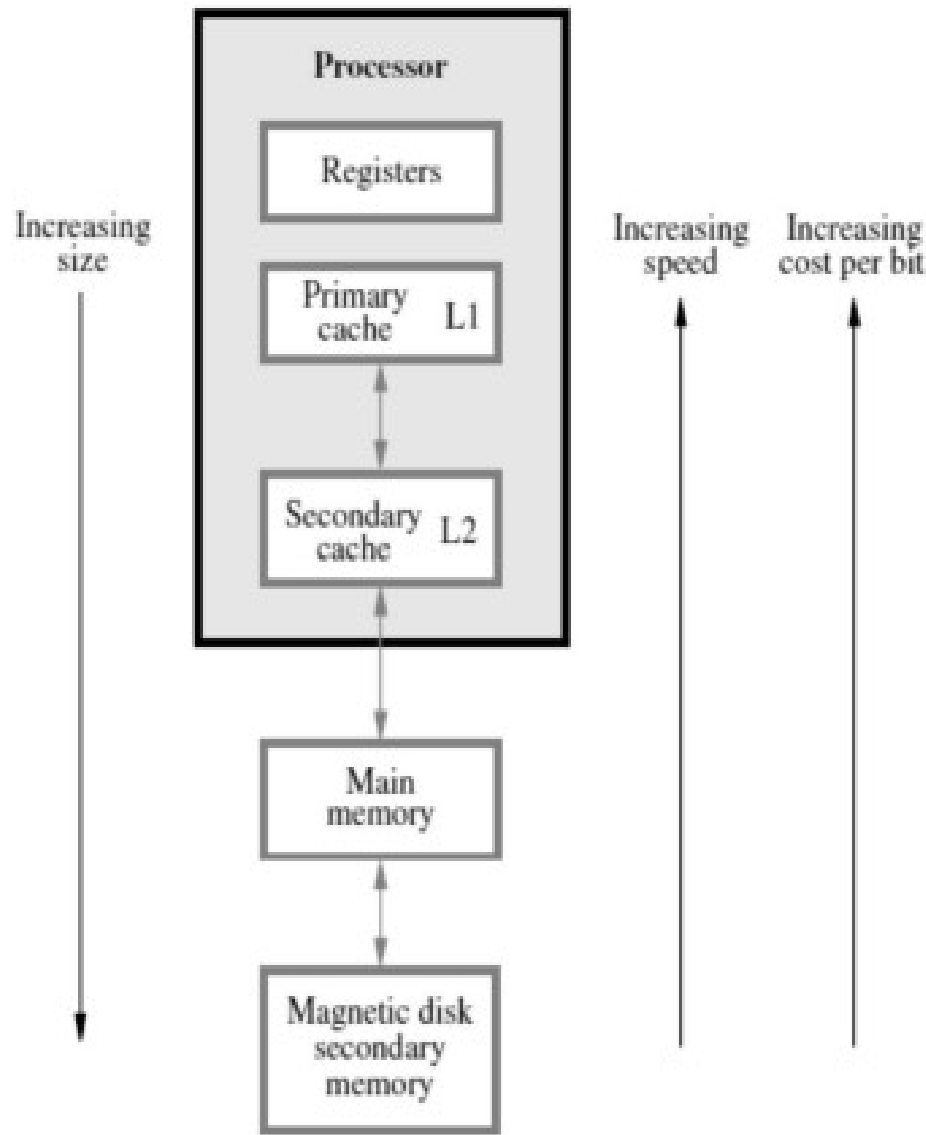 Processor
Registers
Increasing
size
Increasing
speed
Increasing
cost per bit
Primary
cache
L1
Secondary
cache
L2
Main
memory
Magnetic disk
secondary
memory